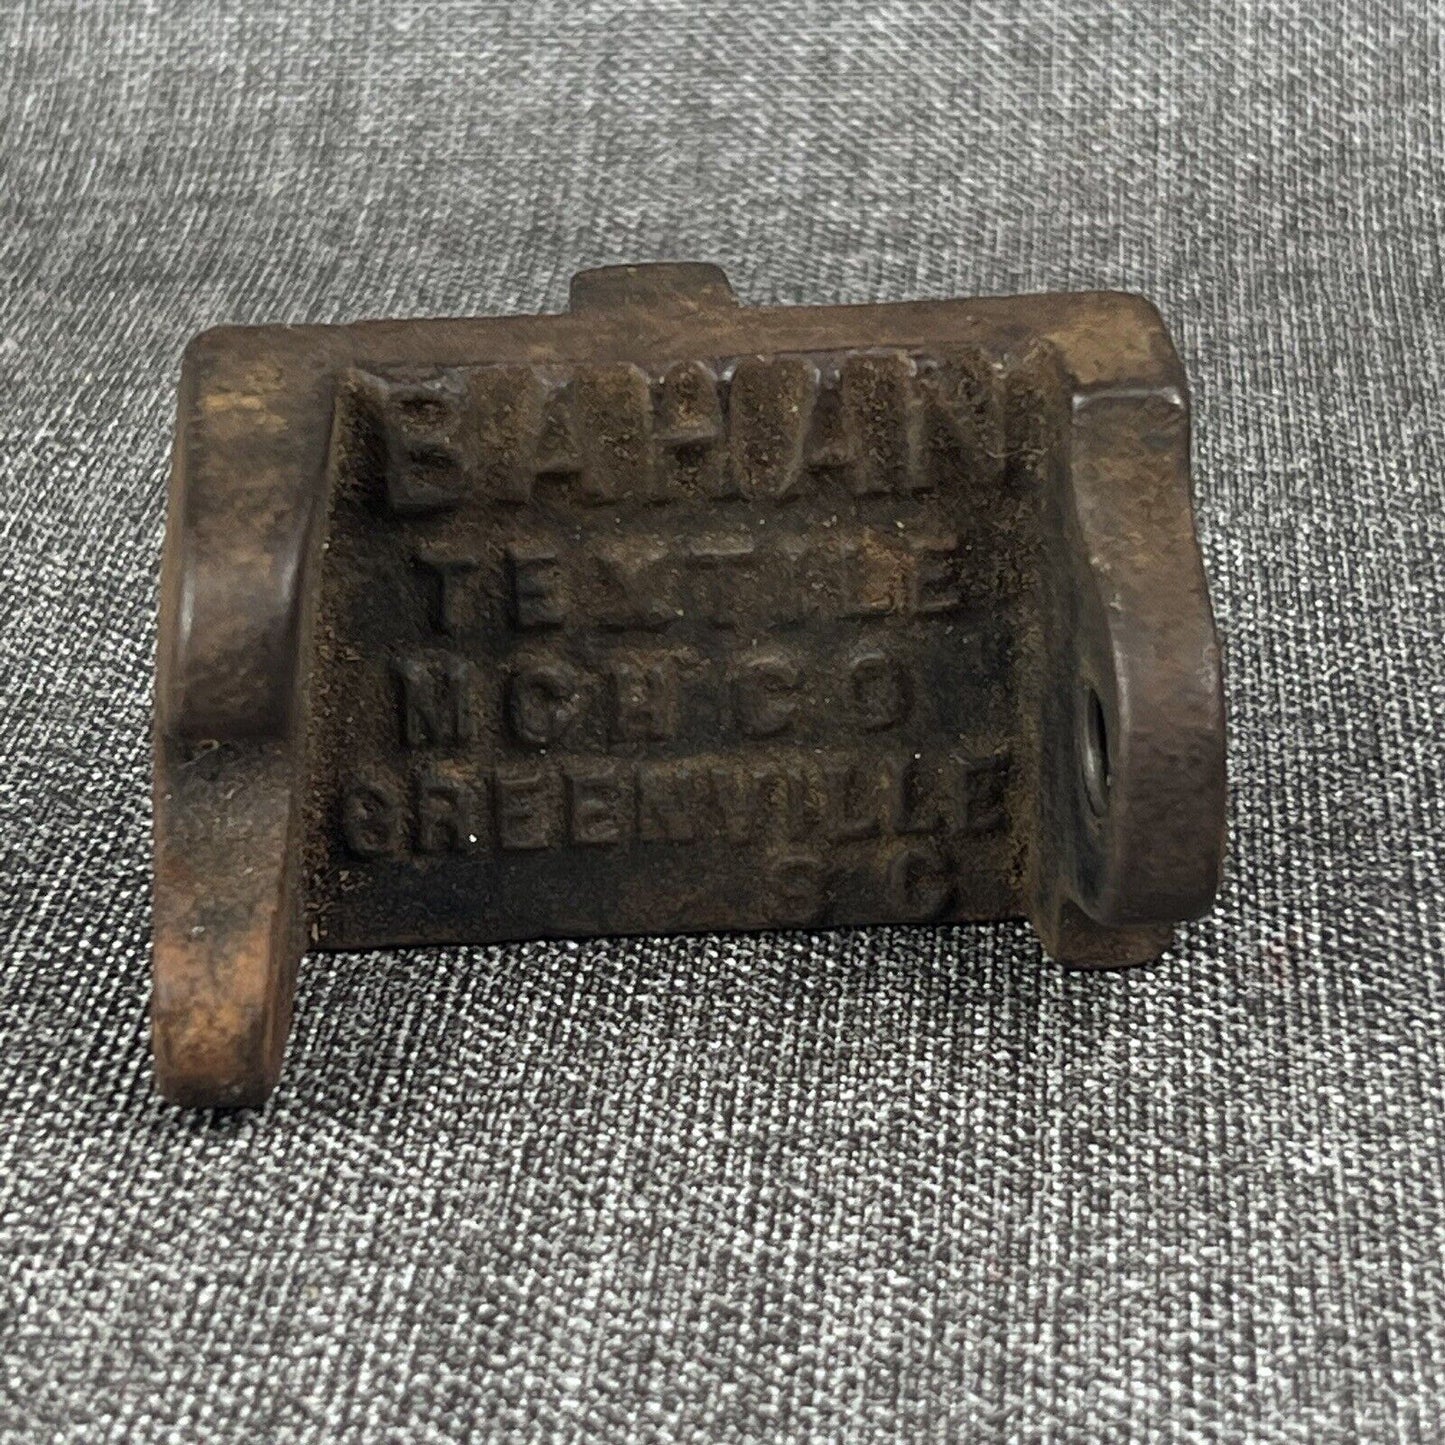 BAHAN
TEXTILE
MCH CO
GREENVILLE
S C